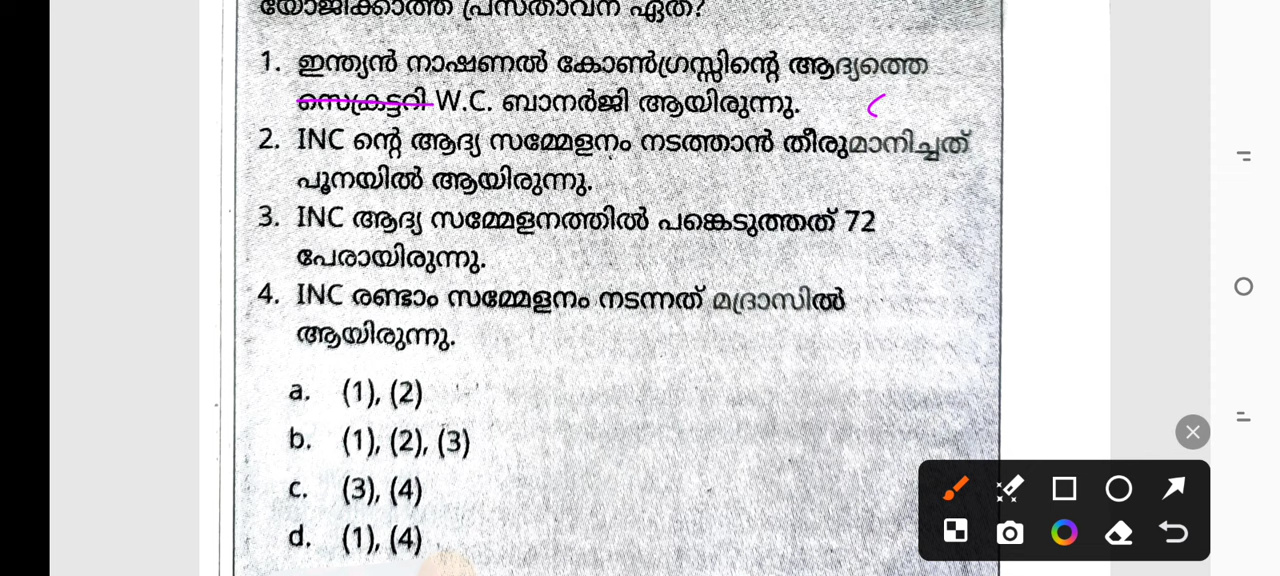 യോജിക്കാത്ത പ്രസ്താവന ഏത്?
1. ഇന്ത്യൻ നാഷണൽ കോൺഗ്രസ്സിന്റെ ആദ്യത്തെ
സെക്രട്ടറി W.C. ബാനർജി ആയിരുന്നു.
2. INC ന്റെ ആദ്യ സമ്മേളനം നടത്താൻ തീരുമാനിച്ചത്
പൂനയിൽ ആയിരുന്നു.
3. INC ആദ്യ സമ്മേളനത്തിൽ പങ്കെടുത്തത് 72
പേരായിരുന്നു.
4. INC രണ്ടാം സമ്മേളനം നടന്നത് മദ്രാസിൽ
ആയിരുന്നു.
a. (1), (2)
b. (1), (2), (3)
c. (3), (4)
d. (1), (4)